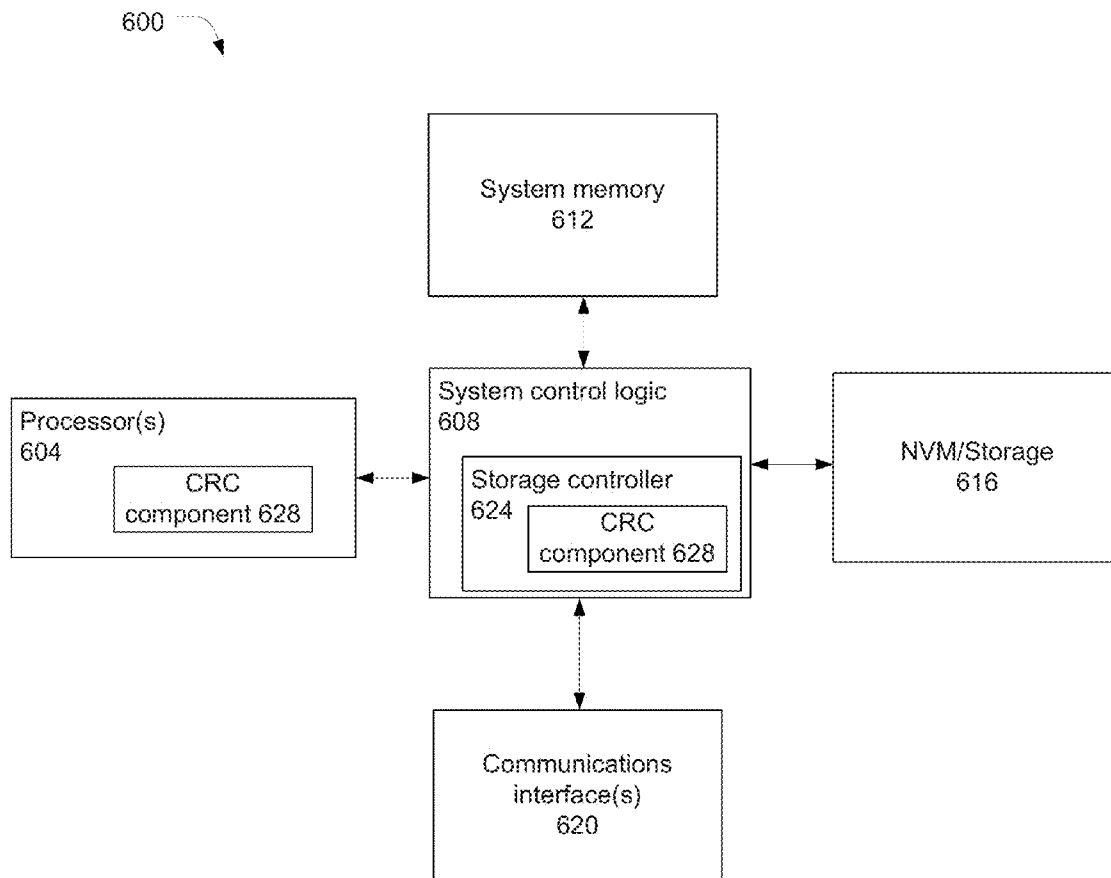 600
System memory
612
System control logic
608
Processor(s)
604
CRC
component 628
Storage controller
624
CRC
component 628
NVM/Storage
616
Communications
interface(s)
620